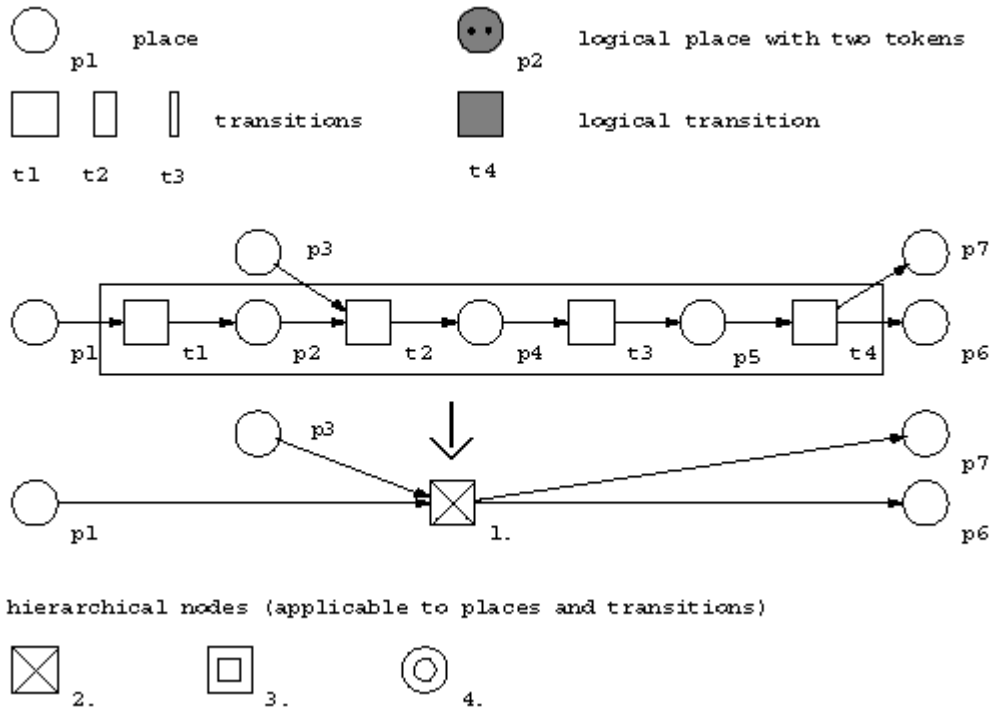 place
p1
logical place with two tokens
p2
transitions
logical transition
t1 t2 t3
t4
p3
p7
p1
t1
p2
t2
p4
t3
p5
t4
p6
p3
p7
p1
1.
p6
hierarchical nodes (applicable to places and transitions)
2.
3.
4.